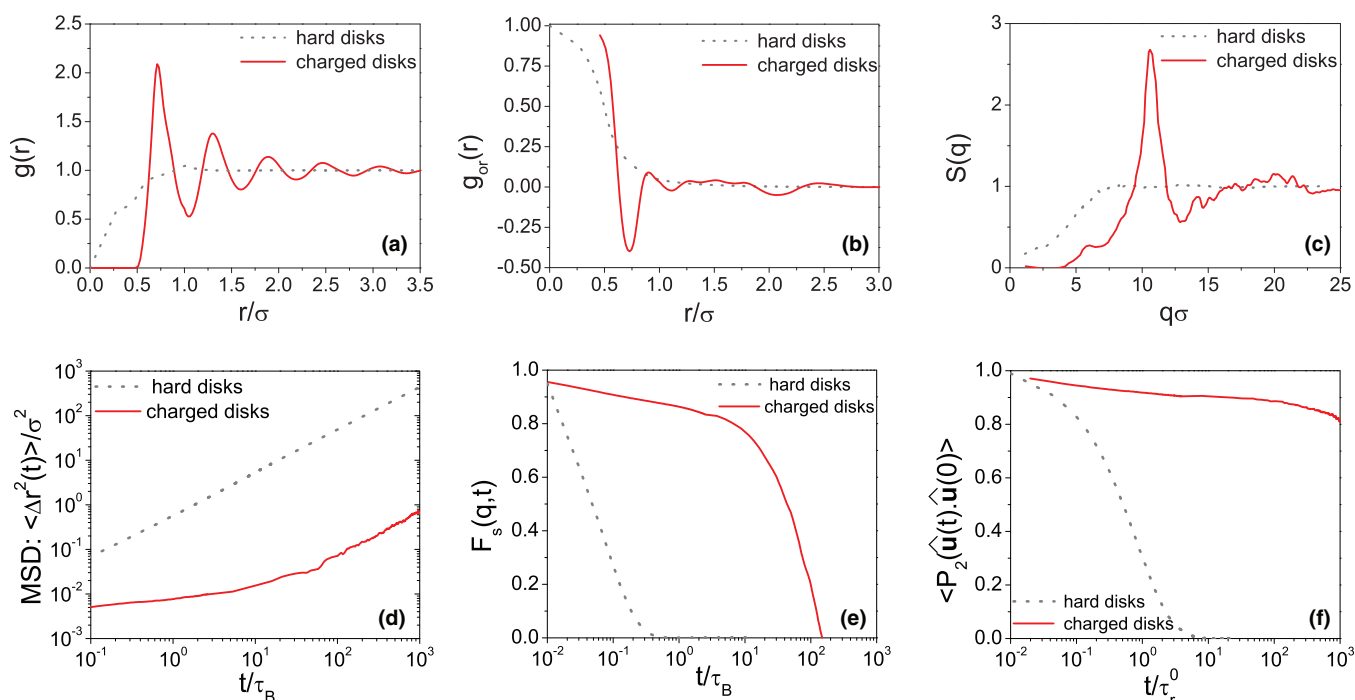 2.5
2.0
1.5
1.0
0.5
0.0
g(r)
hard disks
charged disks
(a)
0.0 0.5 1.0 1.5 2.0 2.5 3.0 3.5
r/σ
1.00
0.75
0.50
0.25
0.00
-0.25
-0.50
g_or(r)
hard disks
charged disks
(b)
0.0 0.5 1.0 1.5 2.0 2.5 3.0
r/σ
3
2
1
0
S(q)
hard disks
charged disks
(c)
0 5 10 15 20 25
qσ
10^3
10^2
10^1
10^0
10^-1
10^-2
10^-3
MSD: <Δr^2(t)>/σ^2
hard disks
charged disks
(d)
10^-1 10^0 10^1 10^2 10^3
t/τ_B
1.0
0.8
0.6
0.4
0.2
0.0
F_s(q,t)
hard disks
charged disks
(e)
10^-2 10^-1 10^0 10^1 10^2 10^3
t/τ_B
1.0
0.8
0.6
0.4
0.2
0.0
<P_2(û(t).û(0)>
hard disks
charged disks
(f)
10^-2 10^-1 10^0 10^1 10^2 10^3
t/τ_r^0